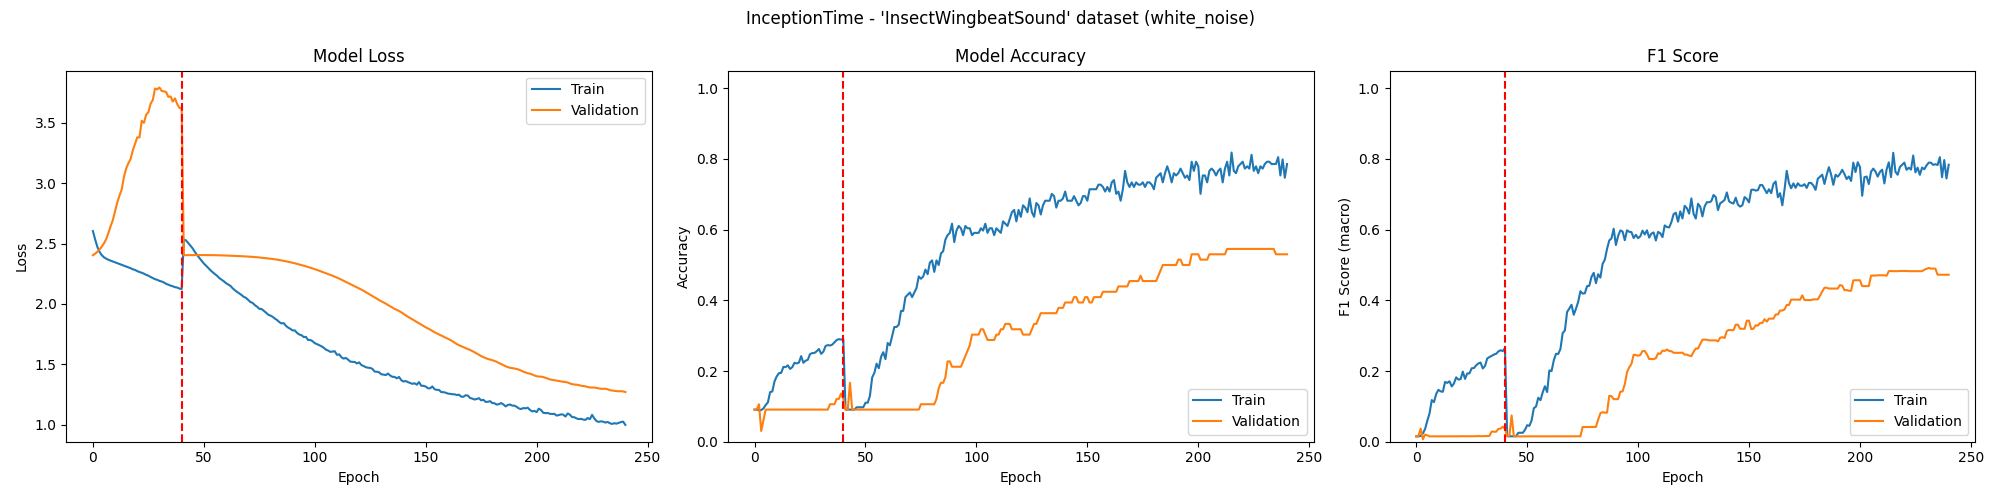 InceptionTime - 'InsectWingbeatSound' dataset (white_noise)
Model Loss
Loss
3.5
3.0
2.5
2.0
1.5
1.0
0 50 100 150 200 250
Epoch
Train
Validation
Model Accuracy
Accuracy
1.0
0.8
0.6
0.4
0.2
0.0
0 50 100 150 200 250
Epoch
Train
Validation
F1 Score
F1 Score (macro)
1.0
0.8
0.6
0.4
0.2
0.0
0 50 100 150 200 250
Epoch
Train
Validation